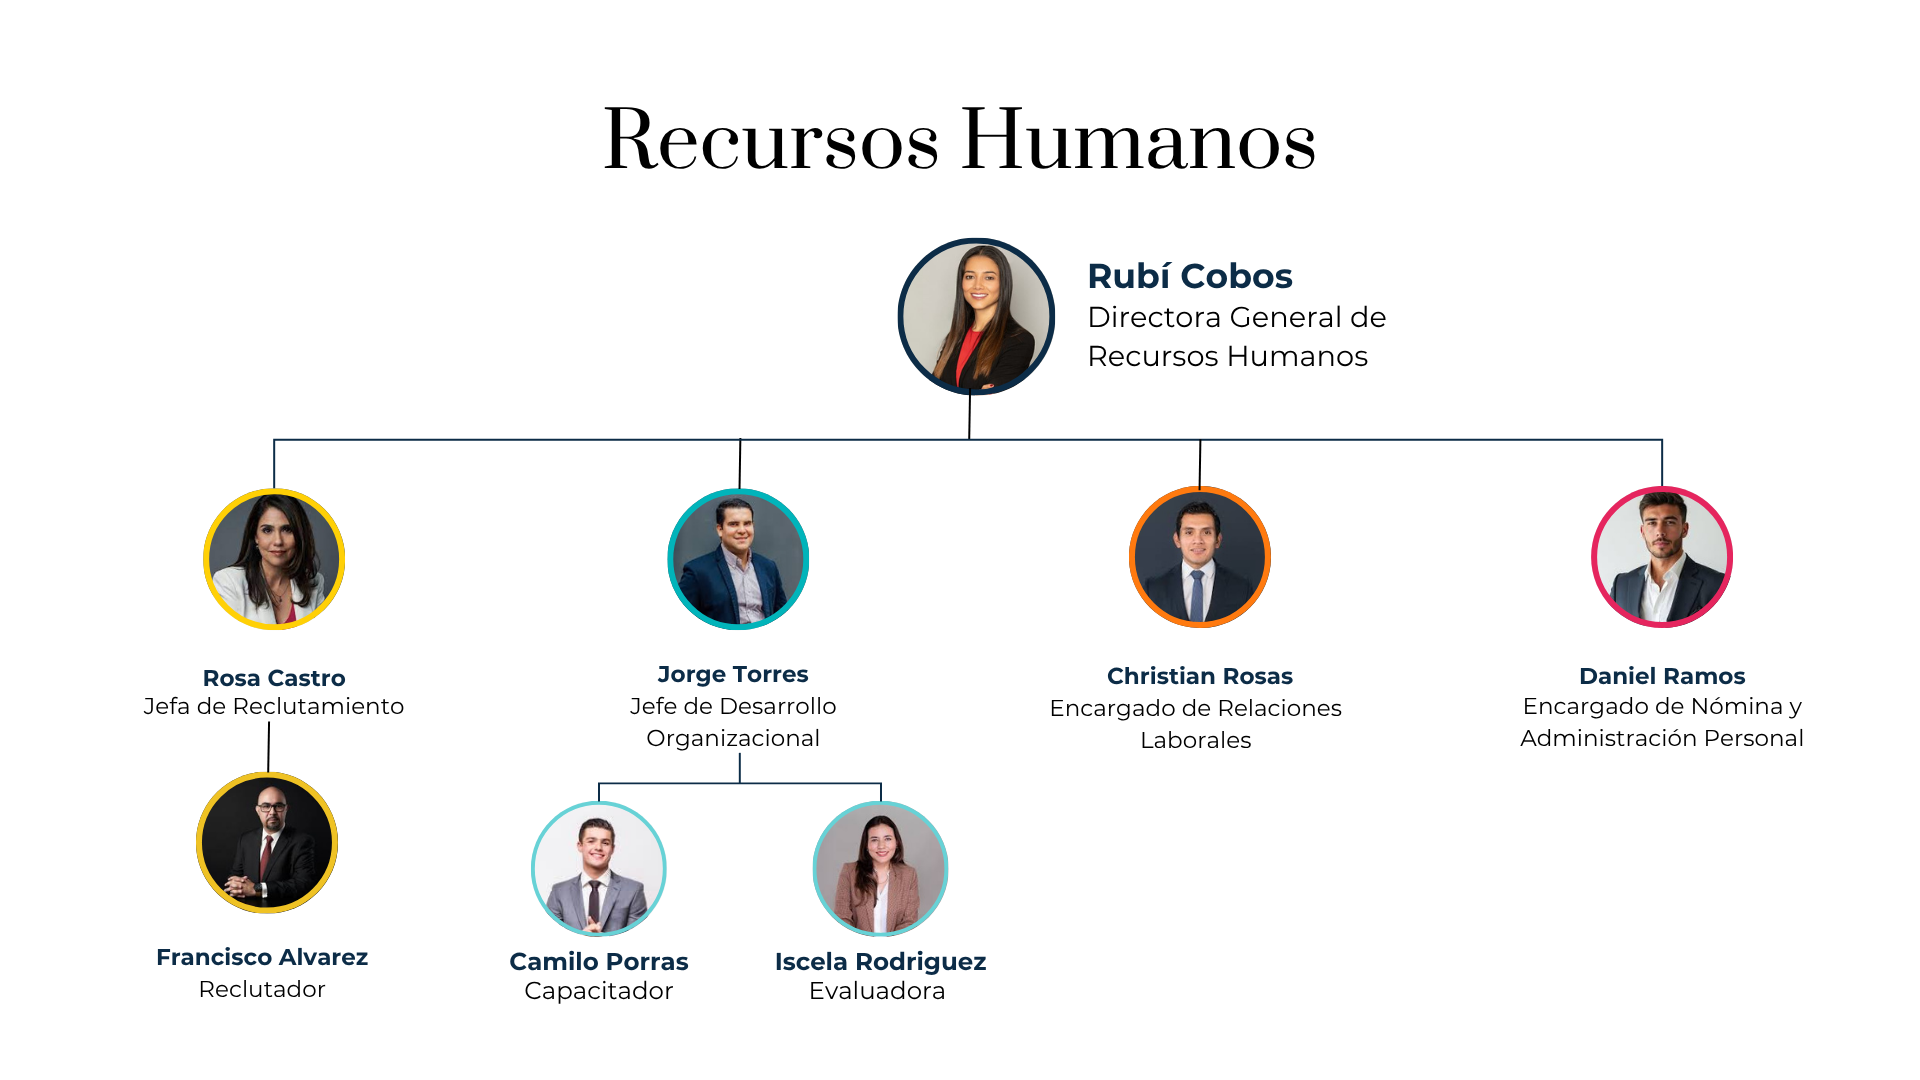 Recursos Humanos
Rubí Cobos
Directora General de
Recursos Humanos
Rosa Castro
Jefa de Reclutamiento
Jorge Torres
Jefe de Desarrollo
Organizacional
Christian Rosas
Encargado de Relaciones
Laborales
Daniel Ramos
Encargado de Nómina y
Administración Personal
Francisco Alvarez
Reclutador
Camilo Porras
Capacitador
Iscela Rodriguez
Evaluadora